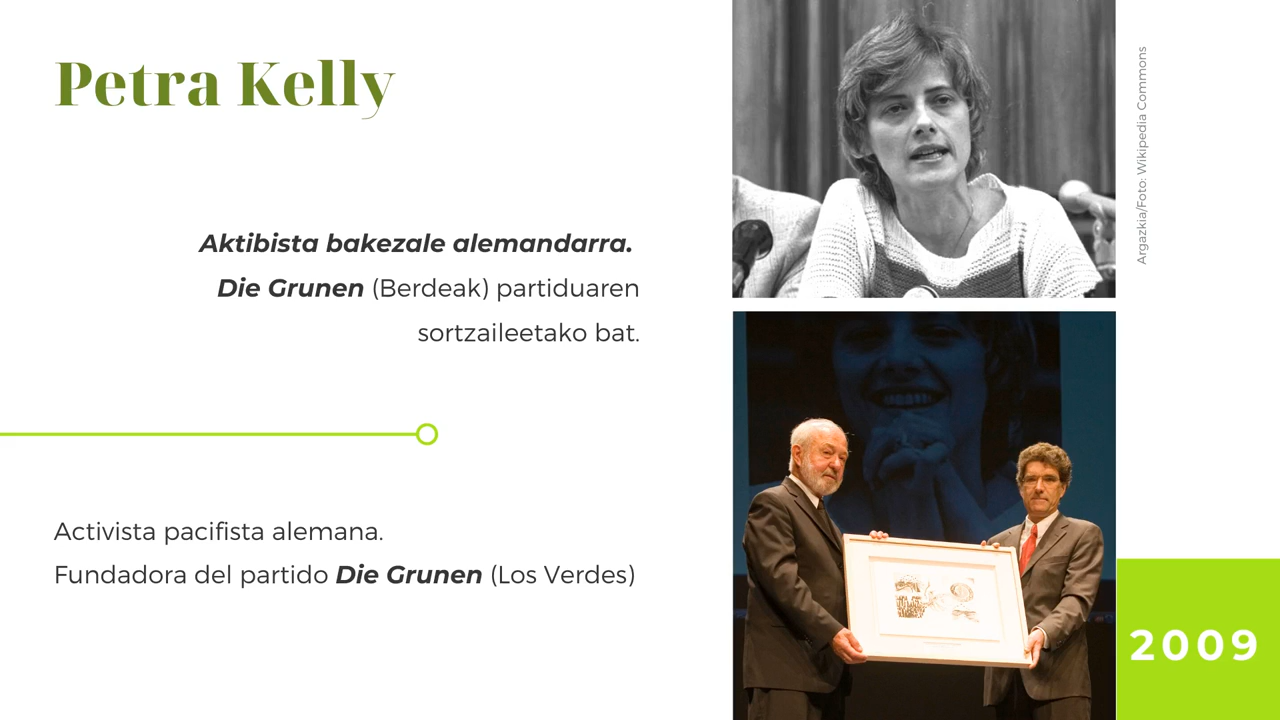 Petra Kelly
Aktibista bakezale alemandarra.
Die Grunen (Berdeak) partiduaren
sortzaileetako bat.
Activista pacifista alemana.
Fundadora del partido Die Grunen (Los Verdes)
Argazkia/Foto: Wikipedia Commons
2009